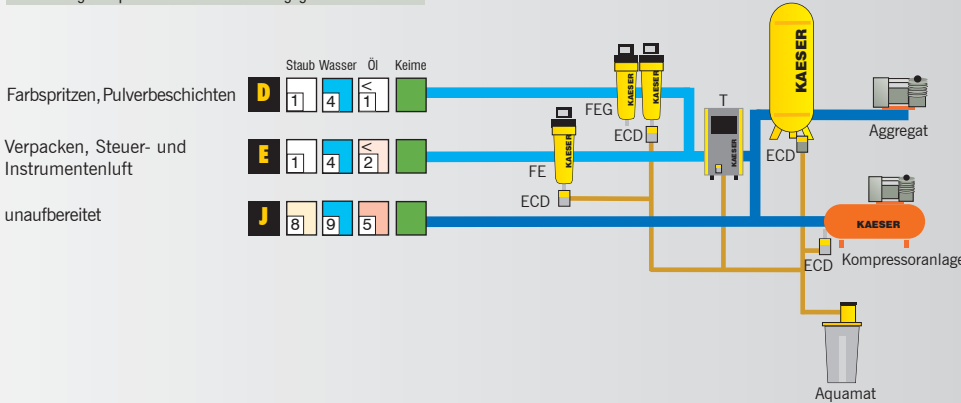 Staub Wasser Öl Keime
Farbspritzen, Pulverbeschichten
D
1
4
<
1
Verpacken, Steuer- und
Instrumentenluft
E
1
4
<
2
unaufbereitet
J
8
9
5
KAESER
KAESER
FEG
ECD
KAESER
FE
ECD
T
KAESER
KAESER
ECD
Aggregat
KAESER
ECD
Kompressoranlage
Aquamat